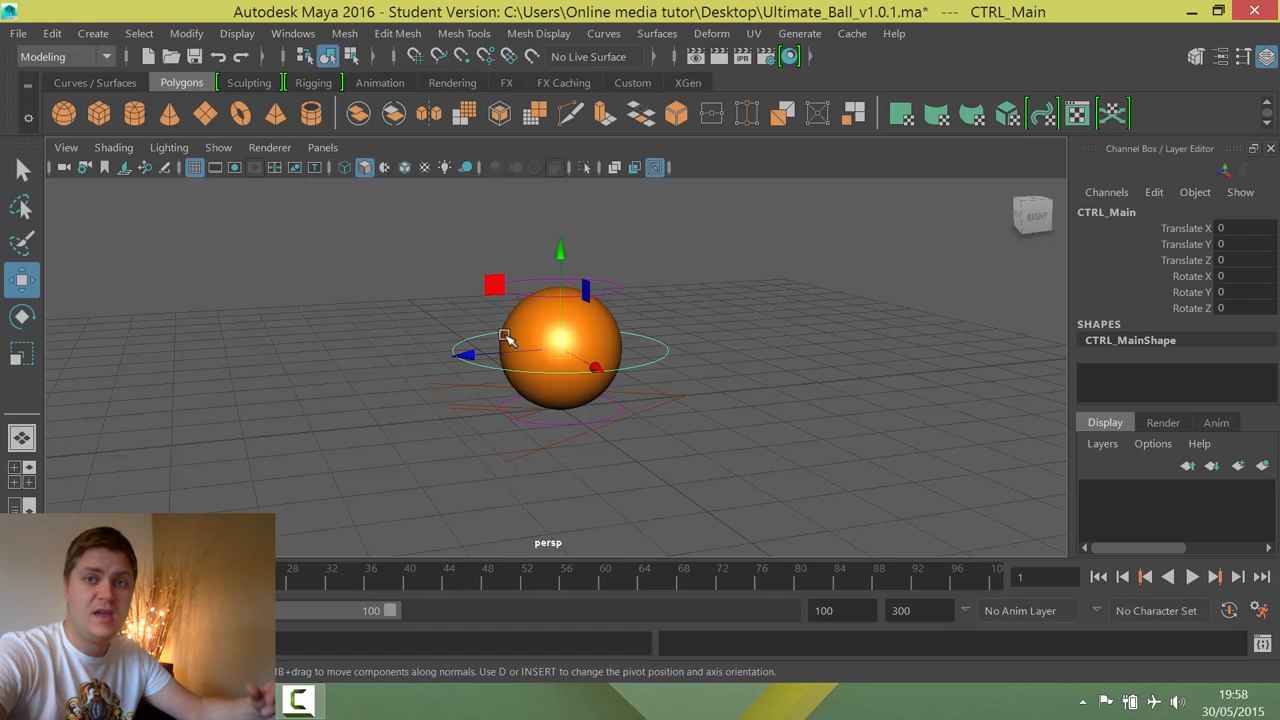 Autodesk Maya 2016 - Student Version: C:\Users\Online media tutor\Desktop\Ultimate_Ball_v1.0.1.ma* --- CTRL_Main
File Edit Create Select Modify Display Windows Mesh Edit Mesh Mesh Tools Mesh Display Curves Surfaces Deform UV Generate Cache Help
Modeling No Live Surface IPR
Curves / Surfaces Polygons Sculpting Rigging Animation Rendering FX FX Caching Custom XGen
View Shading Lighting Show Renderer Panels
Channel Box / Layer Editor
Channels Edit Object Show
CTRL_Main
Translate X 0
Translate Y 0
Translate Z 0
Rotate X 0
Rotate Y 0
Rotate Z 0
SHAPES
CTRL_MainShape
RIGHT
Display Render Anim
Layers Options Help
persp
28 32 36 40 44 48 52 56 60 64 68 72 76 80 84 88 92 96 10 1
100 100 300 No Anim Layer No Character Set
B+drag to move components along normals. Use D or INSERT to change the pivot position and axis orientation.
19:58
30/05/2015